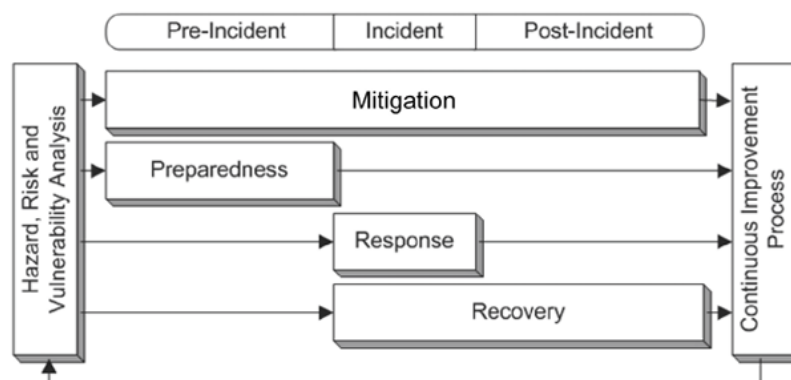 Pre-Incident
Incident
Post-Incident
Hazard, Risk and
Vulnerability Analysis
Mitigation
Preparedness
Response
Recovery
Continuous Improvement
Process